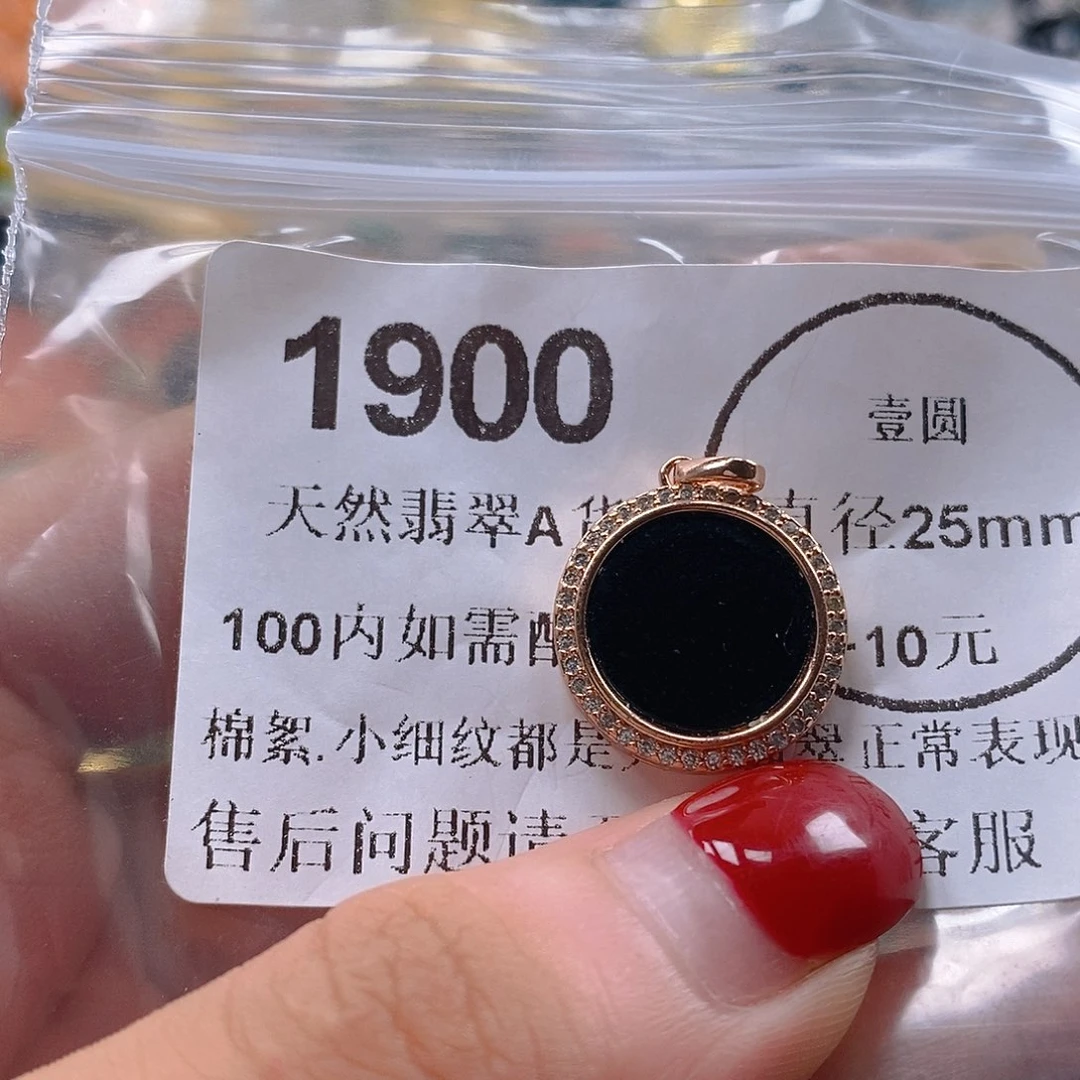 1900
壹圆
天然翡翠A 直径25mm
100内如需 -10元
棉絮.小细纹都是 翠正常表现
售后问题请 客服